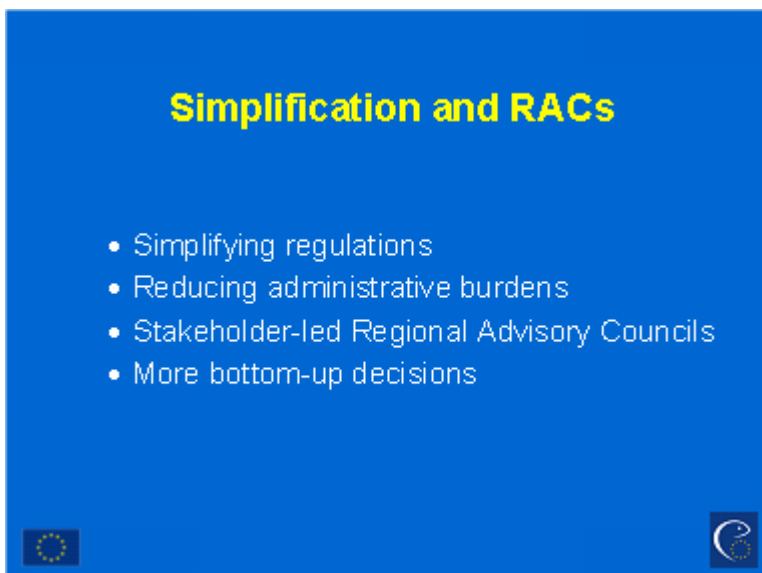 Simplification and RACs
• Simplifying regulations
• Reducing administrative burdens
• Stakeholder-led Regional Advisory Councils
• More bottom-up decisions